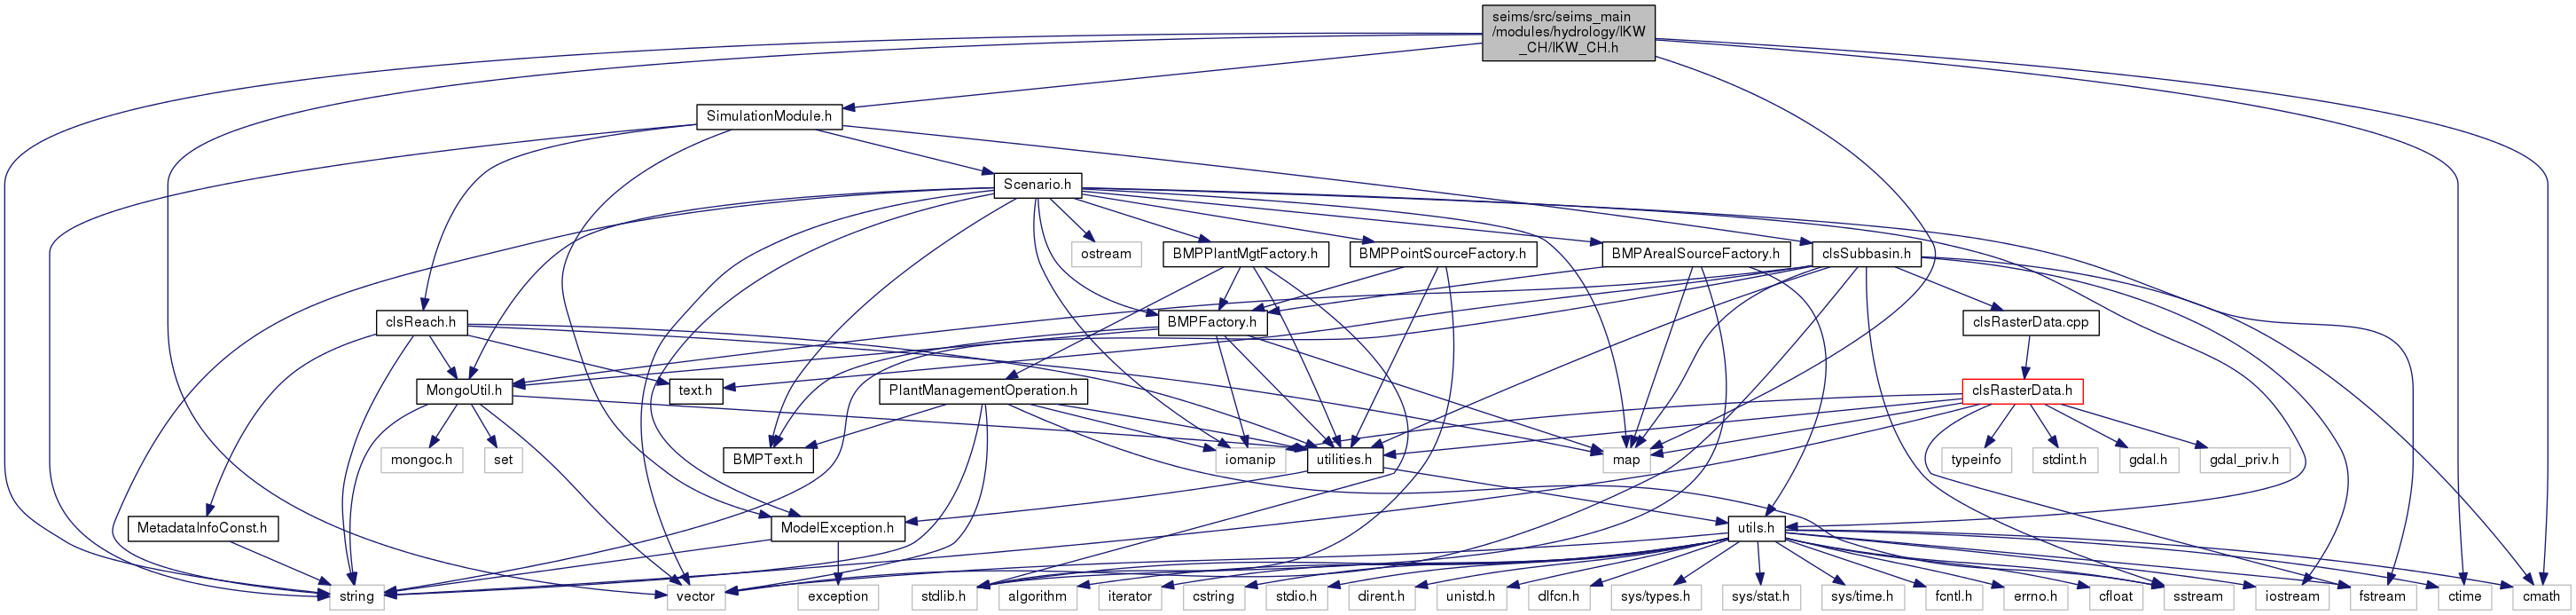 seims/src/seims_main
/modules/hydrology/IKW
_CH/IKW_CH.h
SimulationModule.h
Scenario.h
ostream
BMPPlantMgtFactory.h
BMPPointSourceFactory.h
BMPArealSourceFactory.h
clsSubbasin.h
clsReach.h
BMPFactory.h
clsRasterData.cpp
MongoUtil.h
text.h
PlantManagementOperation.h
clsRasterData.h
mongoc.h
set
BMPText.h
iomanip
utilities.h
map
typeinfo
stdint.h
gdal.h
gdal_priv.h
MetadataInfoConst.h
ModelException.h
utils.h
string
vector
exception
stdlib.h
algorithm
iterator
cstring
stdio.h
dirent.h
unistd.h
dlfcn.h
sys/types.h
sys/stat.h
sys/time.h
fcntl.h
errno.h
cfloat
sstream
iostream
fstream
ctime
cmath